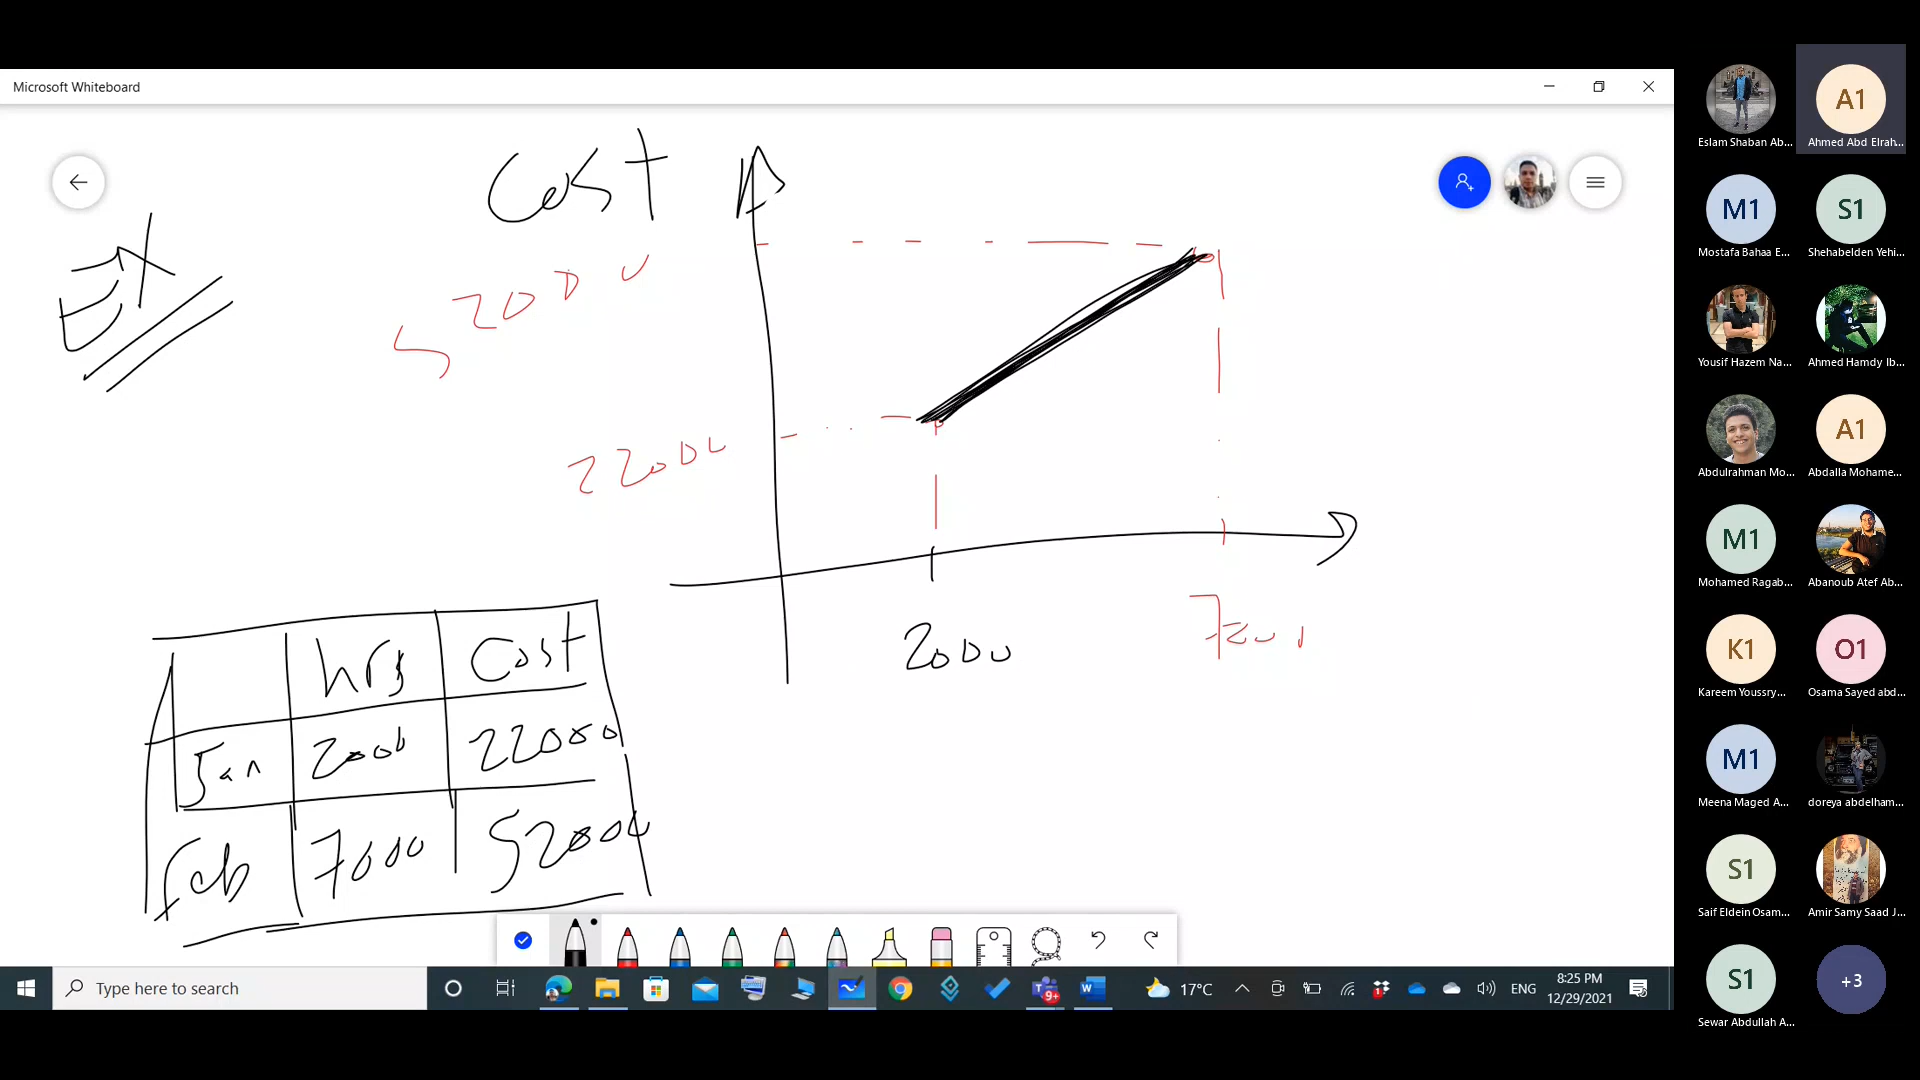 Microsoft Whiteboard
EX
Cost
52000
22000
2000
7000
hrs Cost
Jan 2000 22000
feb 7000 52000
Eslam Shaban Ab...
A1
Ahmed Abd Elrah...
M1
Mostafa Bahaa E...
S1
Shehabelden Yehi...
Yousif Hazem Na...
Ahmed Hamdy Ib...
Abdulrahman Mo...
A1
Abdalla Mohame...
M1
Mohamed Ragab...
Abanoub Atef Ab...
K1
Kareem Youssry...
O1
Osama Sayed abd...
M1
Meena Maged A...
doreya abdelham...
S1
Saif Eldein Osam...
Amir Samy Saad J...
S1
Sewar Abdullah A...
+3
Type here to search
9+
W
17°C
ENG
8:25 PM
12/29/2021